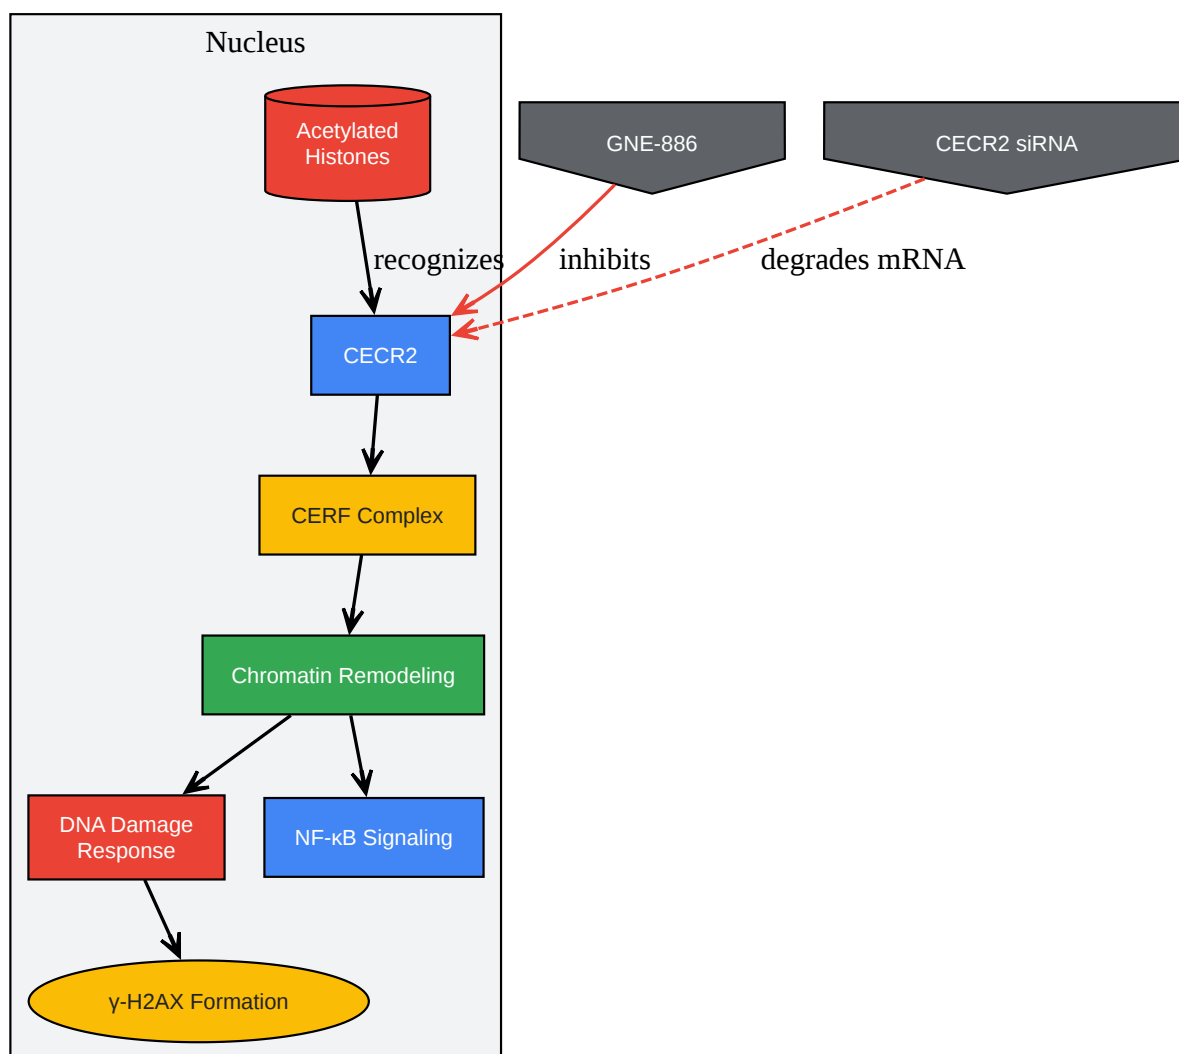 Nucleus
Acetylated
Histones
GNE-886
CECR2 siRNA
recognizes
inhibits
degrades mRNA
CECR2
CERF Complex
Chromatin Remodeling
DNA Damage
Response
NF-κB Signaling
γ-H2AX Formation